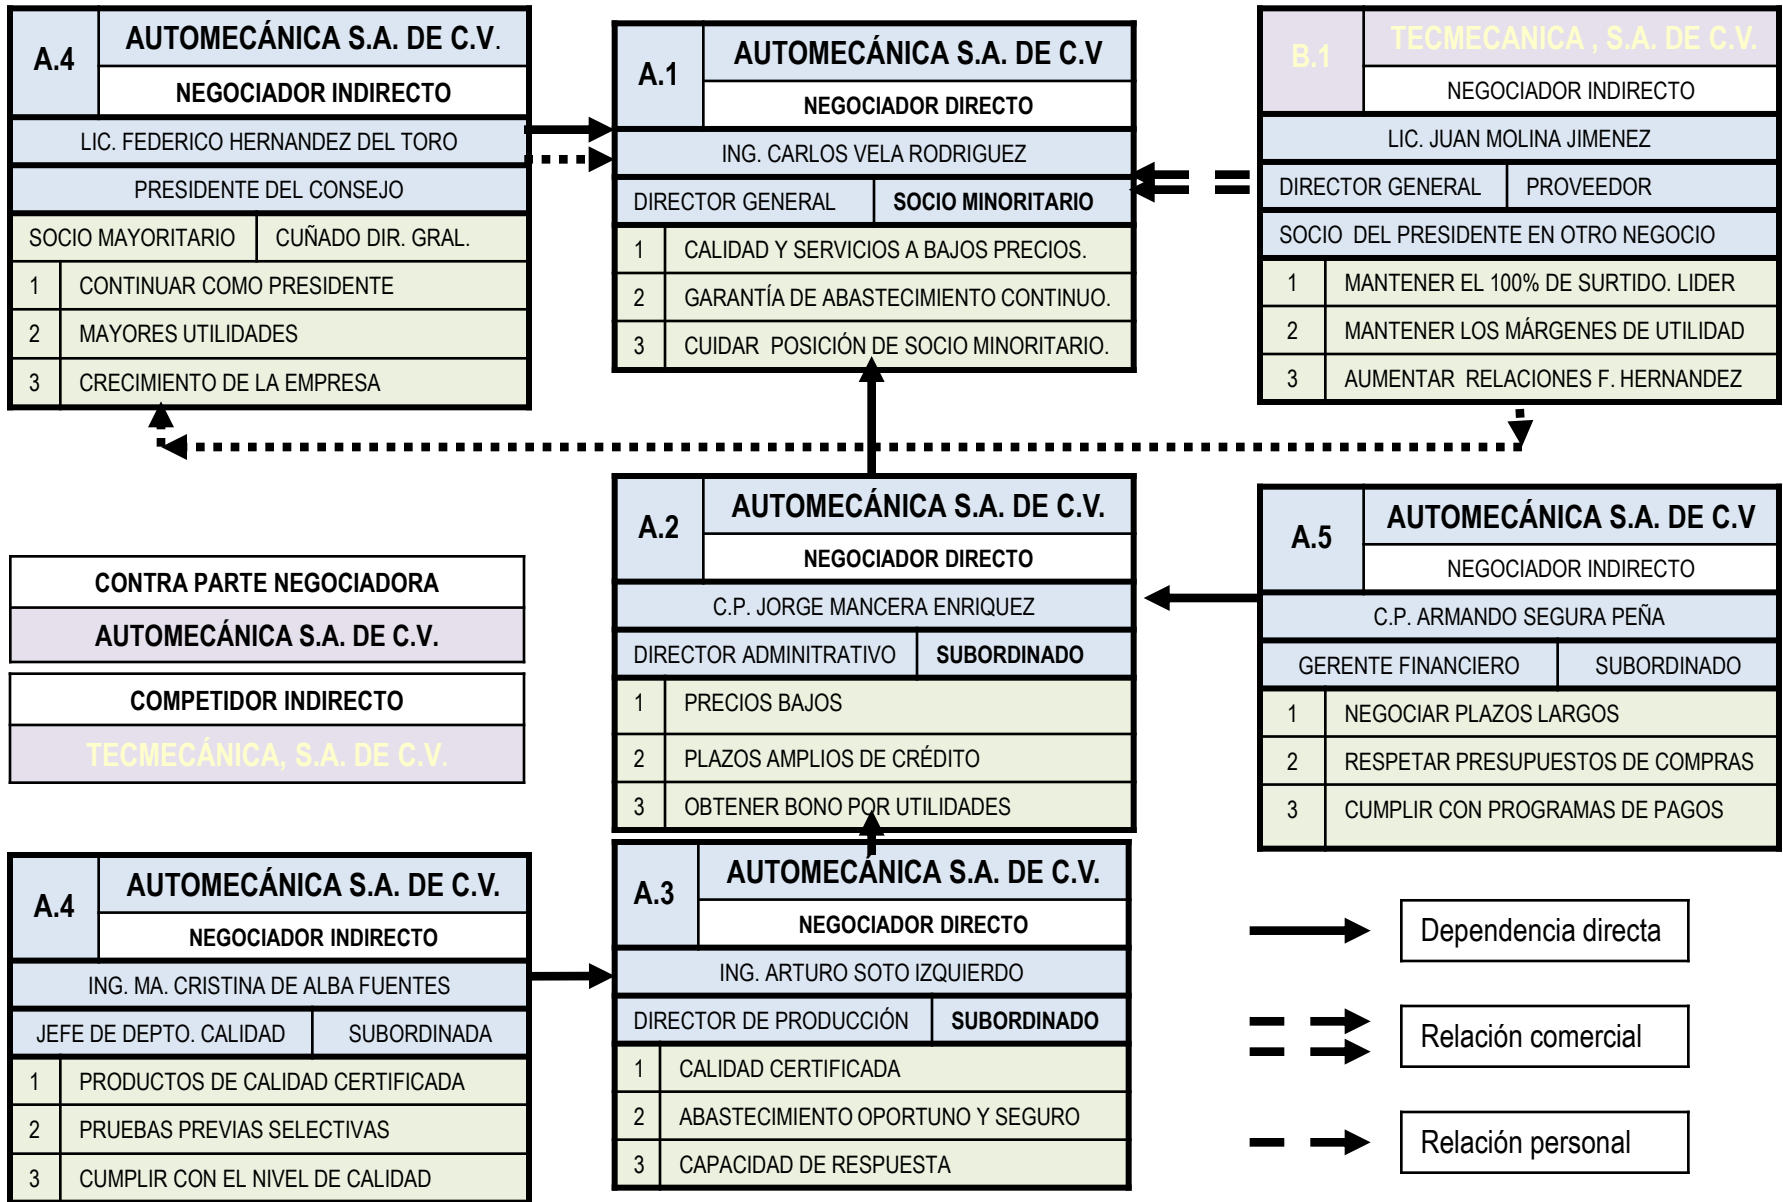 A.4
AUTOMECÁNICA S.A. DE C.V.
NEGOCIADOR INDIRECTO
LIC. FEDERICO HERNANDEZ DEL TORO
PRESIDENTE DEL CONSEJO
SOCIO MAYORITARIO CUÑADO DIR. GRAL.
1 CONTINUAR COMO PRESIDENTE
2 MAYORES UTILIDADES
3 CRECIMIENTO DE LA EMPRESA
A.1
AUTOMECÁNICA S.A. DE C.V
NEGOCIADOR DIRECTO
ING. CARLOS VELA RODRIGUEZ
DIRECTOR GENERAL SOCIO MINORITARIO
1 CALIDAD Y SERVICIOS A BAJOS PRECIOS.
2 GARANTÍA DE ABASTECIMIENTO CONTINUO.
3 CUIDAR POSICIÓN DE SOCIO MINORITARIO.
B.1
TECMECANICA , S.A. DE C.V.
NEGOCIADOR INDIRECTO
LIC. JUAN MOLINA JIMENEZ
DIRECTOR GENERAL PROVEEDOR
SOCIO DEL PRESIDENTE EN OTRO NEGOCIO
1 MANTENER EL 100% DE SURTIDO. LIDER
2 MANTENER LOS MÁRGENES DE UTILIDAD
3 AUMENTAR RELACIONES F. HERNANDEZ
CONTRA PARTE NEGOCIADORA
AUTOMECÁNICA S.A. DE C.V.
COMPETIDOR INDIRECTO
TECMECÁNICA, S.A. DE C.V.
A.2
AUTOMECÁNICA S.A. DE C.V.
NEGOCIADOR DIRECTO
C.P. JORGE MANCERA ENRIQUEZ
DIRECTOR ADMINITRATIVO SUBORDINADO
1 PRECIOS BAJOS
2 PLAZOS AMPLIOS DE CRÉDITO
3 OBTENER BONO POR UTILIDADES
A.5
AUTOMECÁNICA S.A. DE C.V
NEGOCIADOR INDIRECTO
C.P. ARMANDO SEGURA PEÑA
GERENTE FINANCIERO SUBORDINADO
1 NEGOCIAR PLAZOS LARGOS
2 RESPETAR PRESUPUESTOS DE COMPRAS
3 CUMPLIR CON PROGRAMAS DE PAGOS
A.4
AUTOMECÁNICA S.A. DE C.V.
NEGOCIADOR INDIRECTO
ING. MA. CRISTINA DE ALBA FUENTES
JEFE DE DEPTO. CALIDAD SUBORDINADA
1 PRODUCTOS DE CALIDAD CERTIFICADA
2 PRUEBAS PREVIAS SELECTIVAS
3 CUMPLIR CON EL NIVEL DE CALIDAD
A.3
AUTOMECÁNICA S.A. DE C.V.
NEGOCIADOR DIRECTO
ING. ARTURO SOTO IZQUIERDO
DIRECTOR DE PRODUCCIÓN SUBORDINADO
1 CALIDAD CERTIFICADA
2 ABASTECIMIENTO OPORTUNO Y SEGURO
3 CAPACIDAD DE RESPUESTA
Dependencia directa
Relación comercial
Relación personal